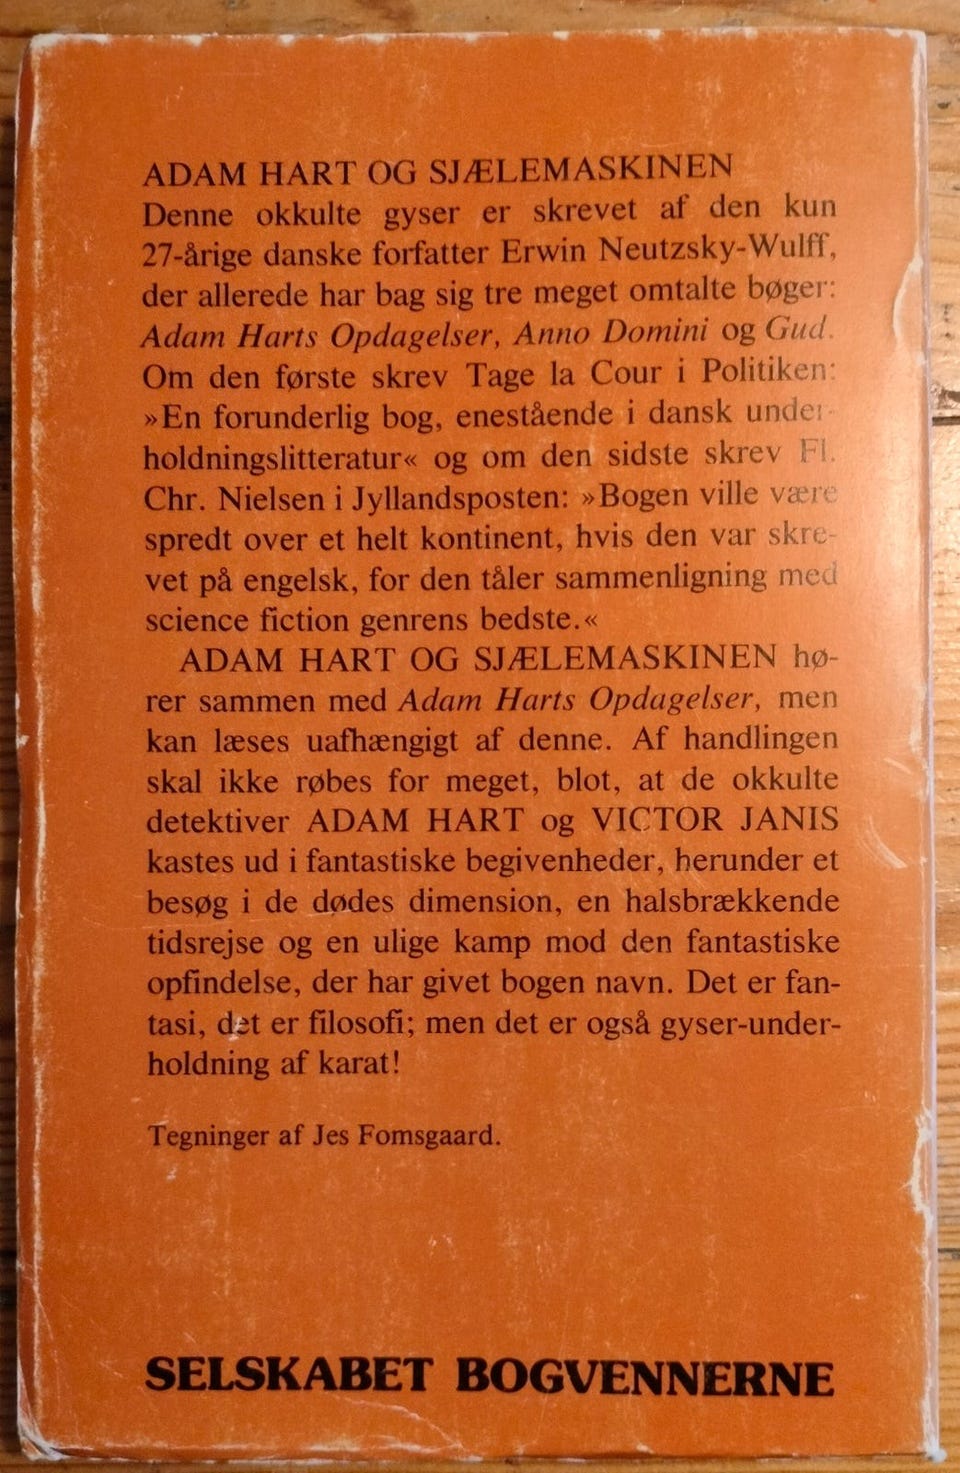 ADAM HART OG SJÆLEMASKINEN
Denne okkulte gyser er skrevet af den kun
27-årige danske forfatter Erwin Neutzsky-Wulff,
der allerede har bag sig tre meget omtalte bøger:
Adam Harts Opdagelser, Anno Domini og Gud.
Om den første skrev Tage la Cour i Politiken:
»En forunderlig bog, enestående i dansk under-
holdningslitteratur« og om den sidste skrev Fl.
Chr. Nielsen i Jyllandsposten: »Bogen ville være
spredt over et helt kontinent, hvis den var skre-
vet på engelsk, for den tåler sammenligning med
science fiction genrens bedste.«
ADAM HART OG SJÆLEMASKINEN hø-
rer sammen med Adam Harts Opdagelser, men
kan læses uafhængigt af denne. Af handlingen
skal ikke røbes for meget, blot, at de okkulte
detektiver ADAM HART og VICTOR JANIS
kastes ud i fantastiske begivenheder, herunder et
besøg i de dødes dimension, en halsbrækkende
tidsrejse og en ulige kamp mod den fantastiske
opfindelse, der har givet bogen navn. Det er fan-
tasi, det er filosofi; men det er også gyser-under-
holdning af karat!
Tegninger af Jes Fomsgaard.
SELSKABET BOGVENNERNE